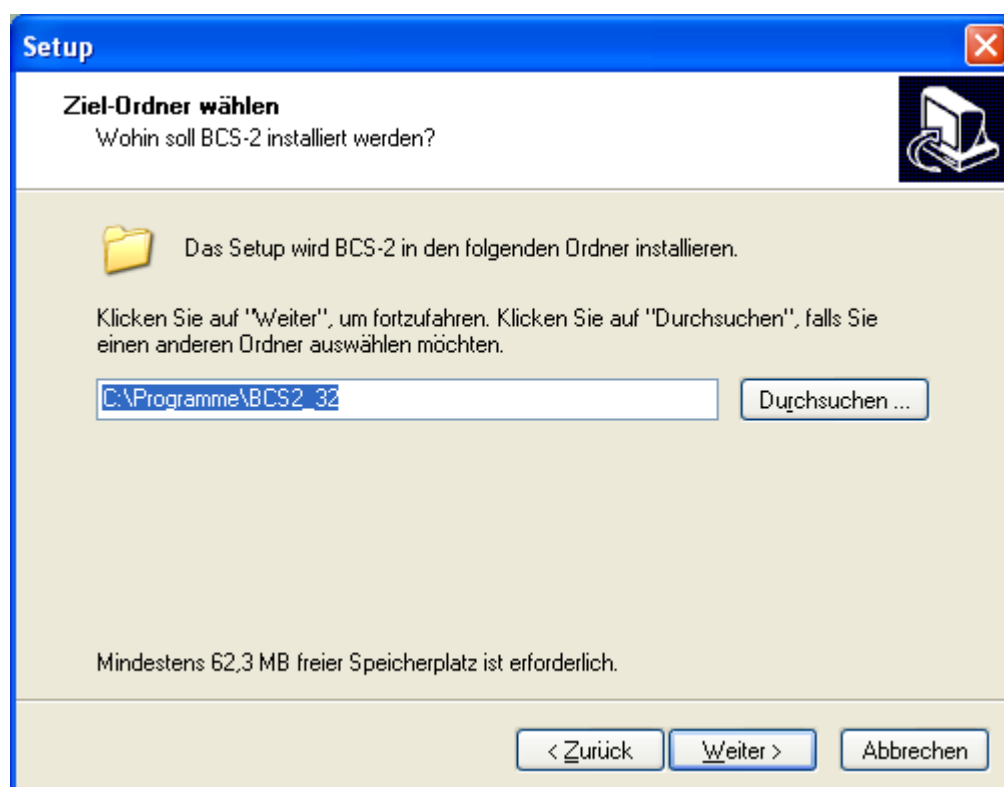 Setup
Ziel-Ordner wählen
Wohin soll BCS-2 installiert werden?
Das Setup wird BCS-2 in den folgenden Ordner installieren.
Klicken Sie auf "Weiter", um fortzufahren. Klicken Sie auf "Durchsuchen", falls Sie
einen anderen Ordner auswählen möchten.
C:\Programme\BCS2_32
Durchsuchen ...
Mindestens 62,3 MB freier Speicherplatz ist erforderlich.
< Zurück
Weiter >
Abbrechen